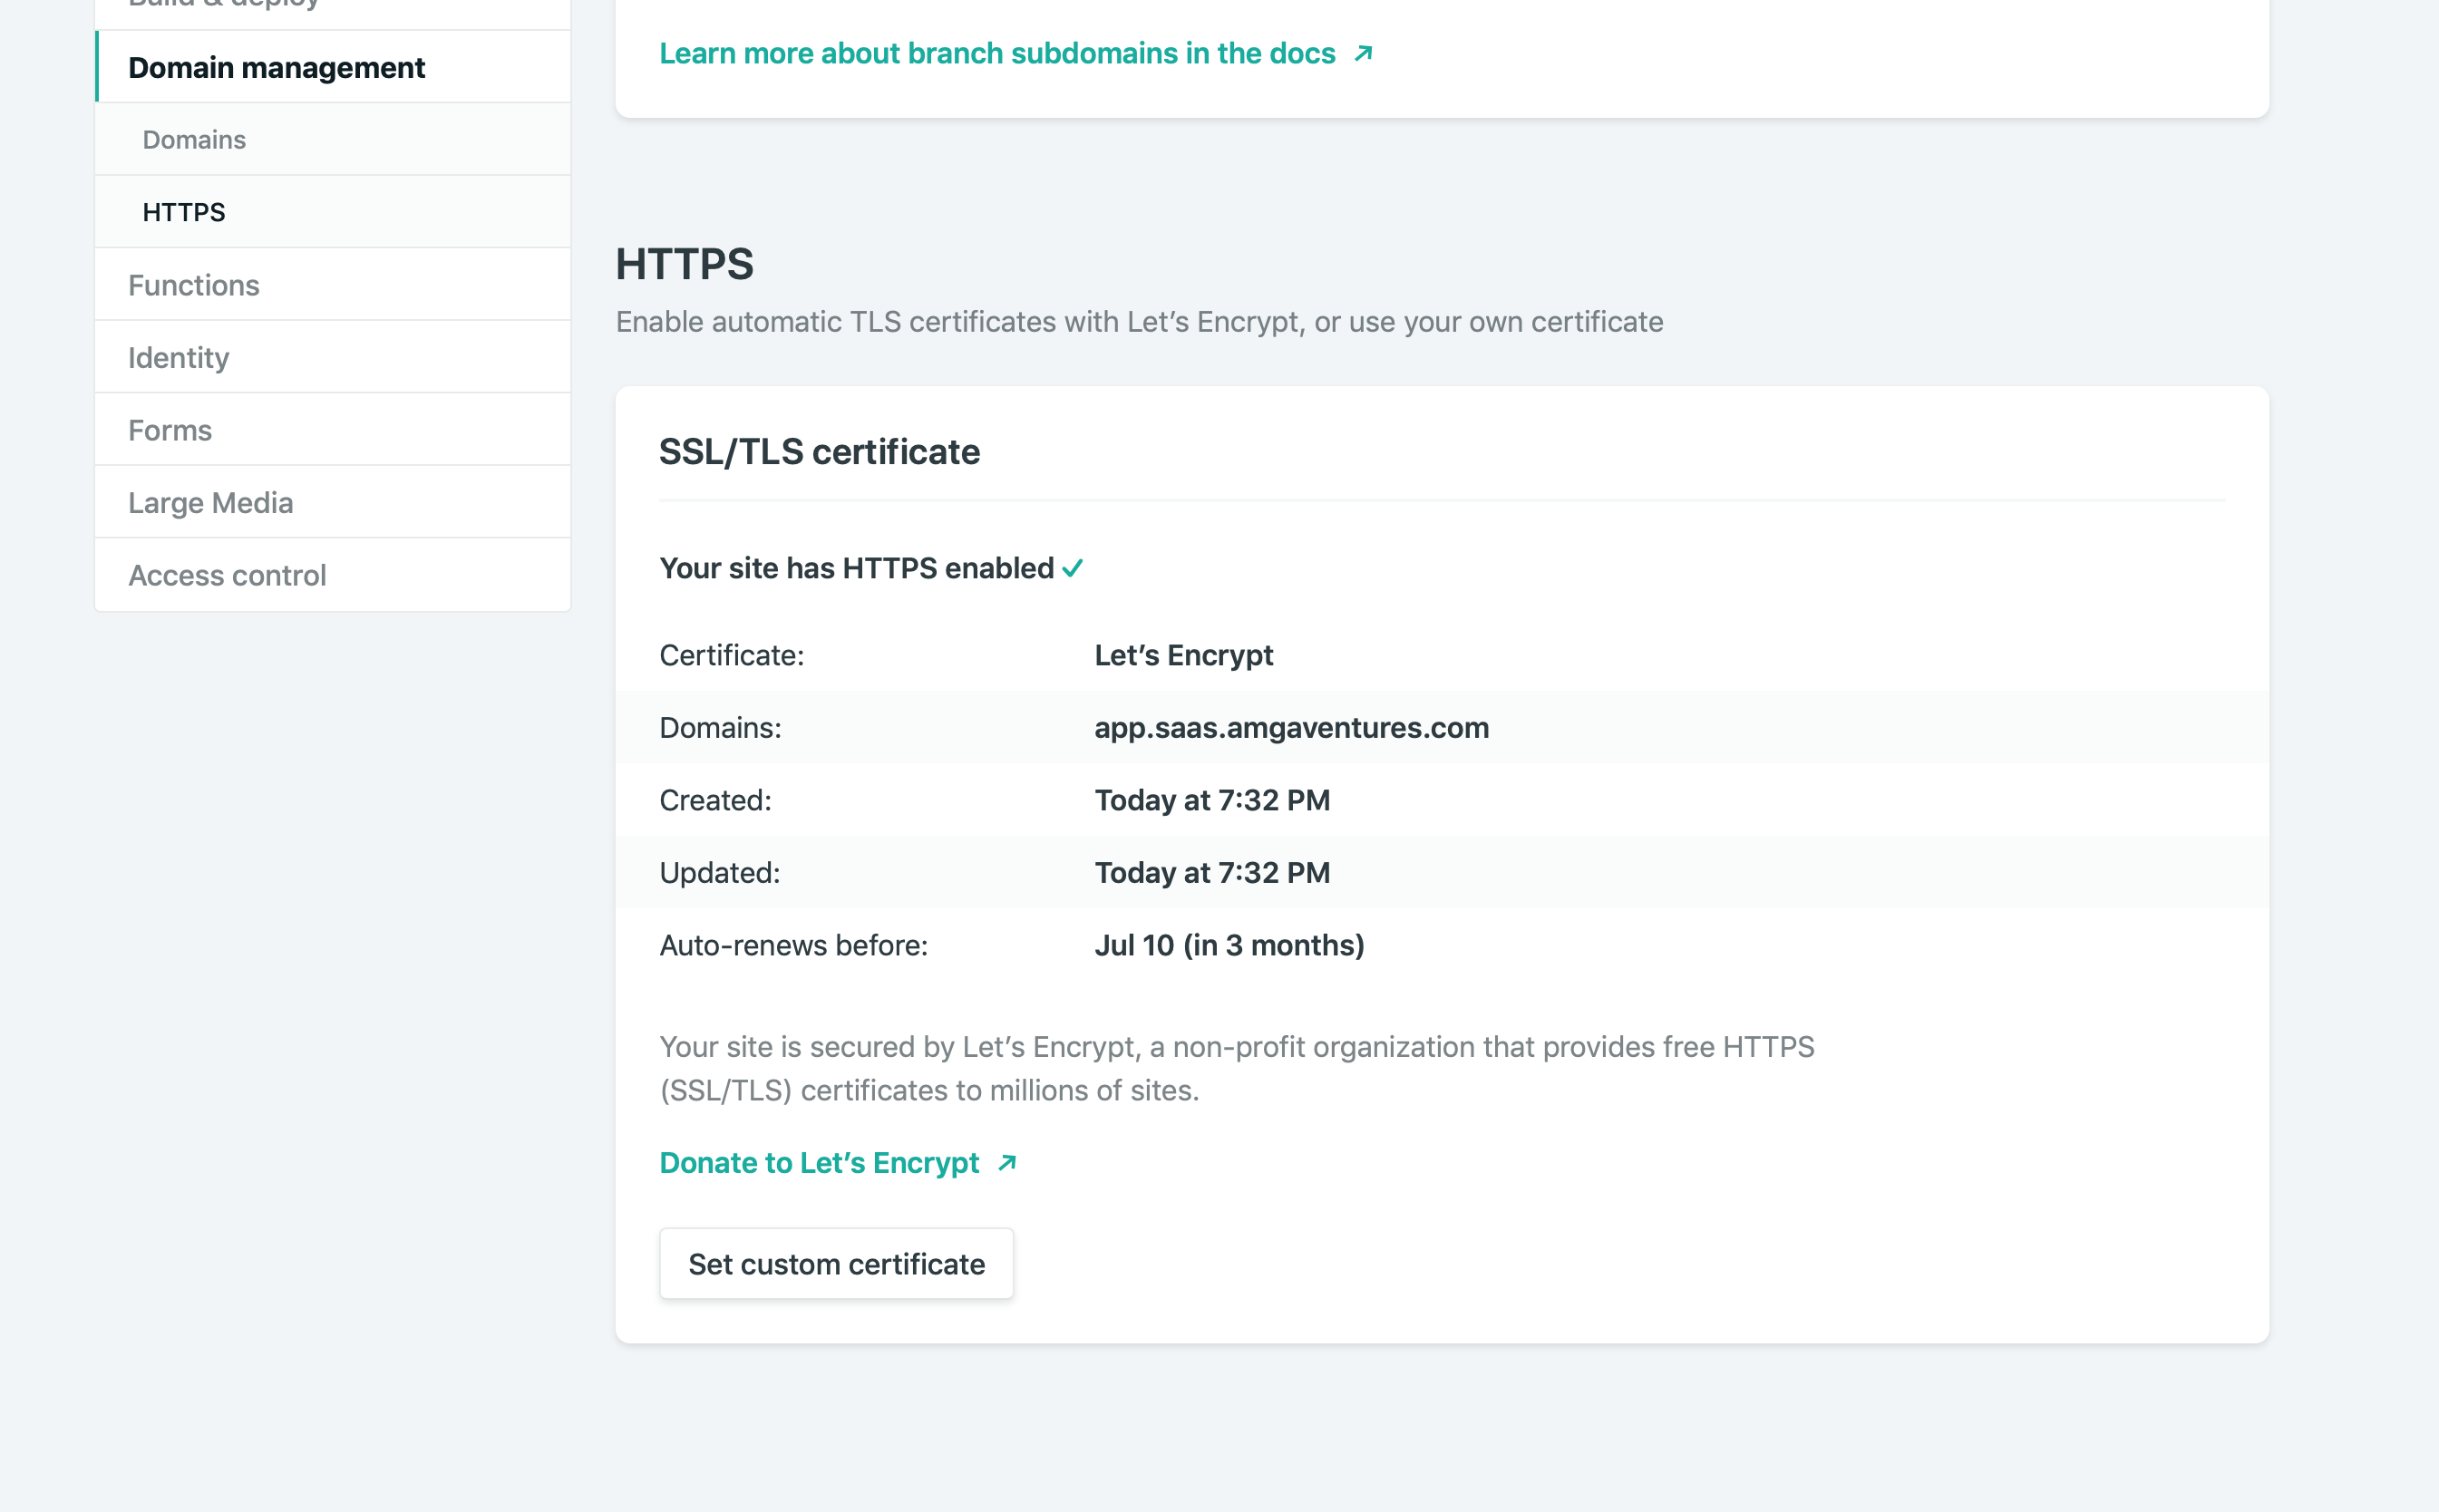 Build & deploy
Domain management
Domains
HTTPS
Functions
Identity
Forms
Large Media
Access control
Learn more about branch subdomains in the docs
HTTPS
Enable automatic TLS certificates with Let’s Encrypt, or use your own certificate
SSL/TLS certificate
Your site has HTTPS enabled
Certificate: Let’s Encrypt
Domains: app.saas.amgaventures.com
Created: Today at 7:32 PM
Updated: Today at 7:32 PM
Auto-renews before: Jul 10 (in 3 months)
Your site is secured by Let’s Encrypt, a non-profit organization that provides free HTTPS
(SSL/TLS) certificates to millions of sites.
Donate to Let’s Encrypt
Set custom certificate